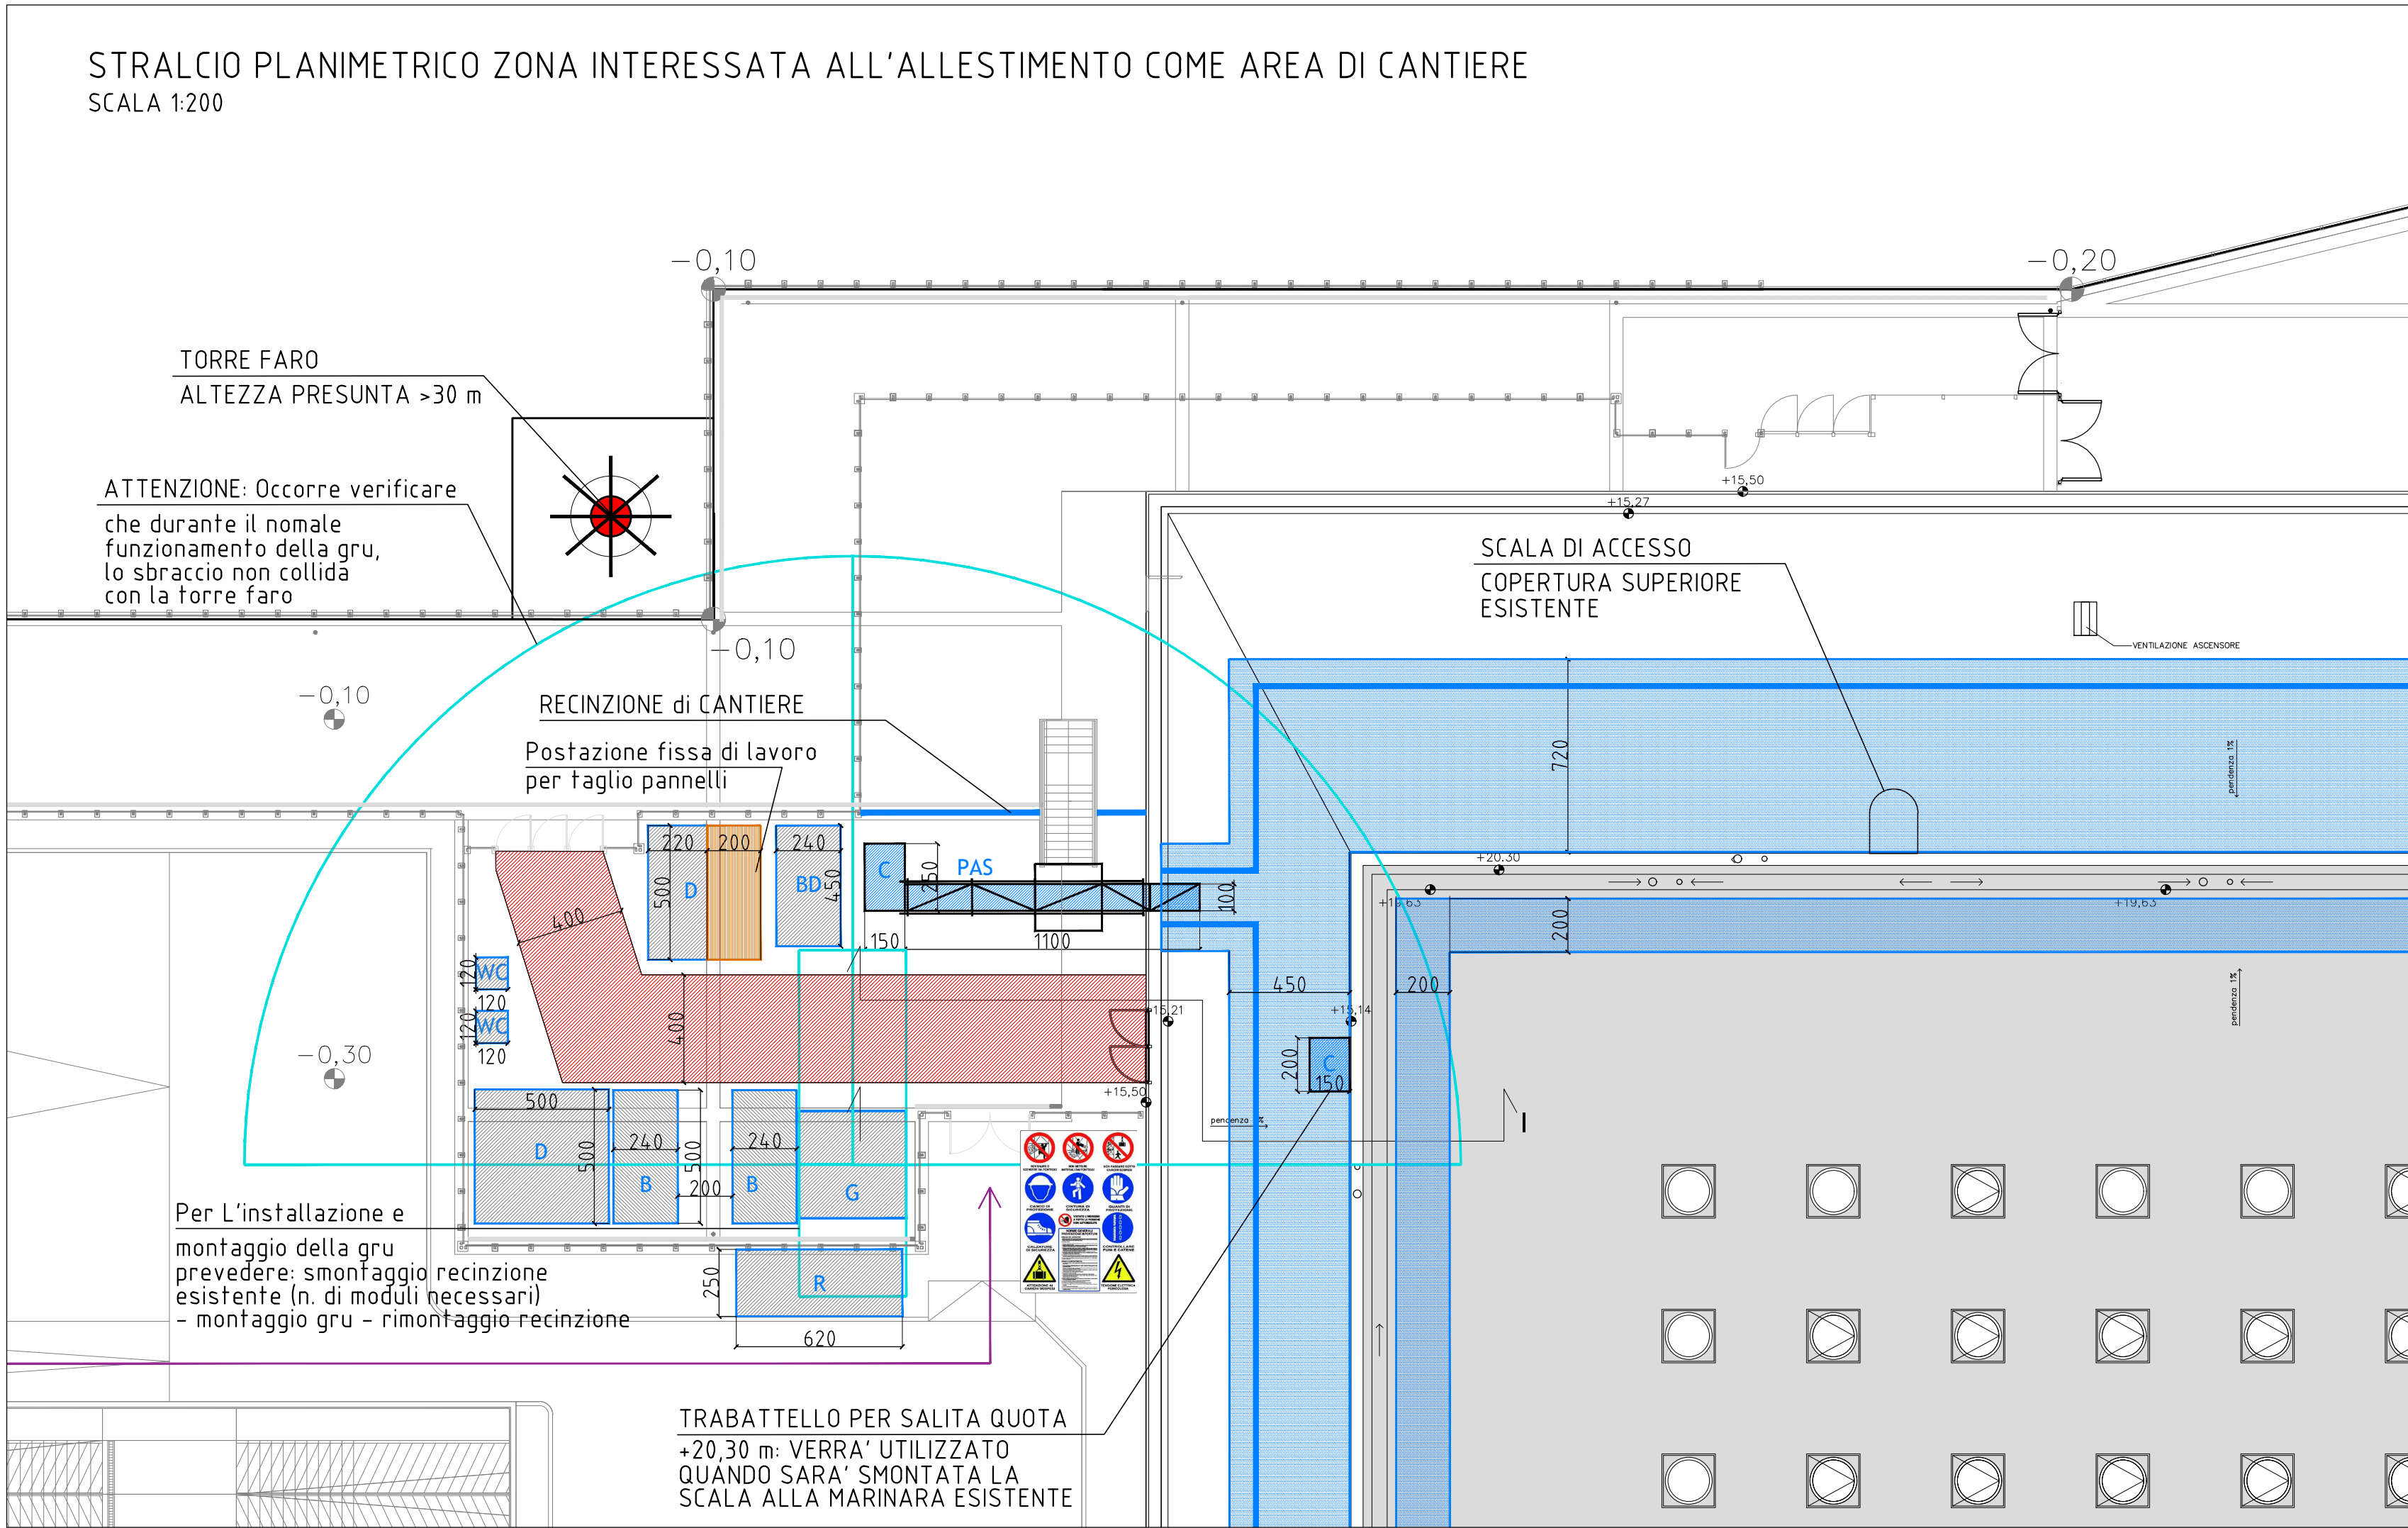 STRALCIO PLANIMETRICO ZONA INTERESSATA ALL'ALLESTIMENTO COME AREA DI CANTIERE
SCALA 1:200
-0,10
-0,20
TORRE FARO
ALTEZZA PRESUNTA >30 m
ATTENZIONE: Occorre verificare
che durante il nomale
funzionamento della gru,
lo sbraccio non collida
con la torre faro
+15,50
+15,27
SCALA DI ACCESSO
COPERTURA SUPERIORE
ESISTENTE
VENTILAZIONE ASCENSORE
-0,10
-0,10
RECINZIONE di CANTIERE
Postazione fissa di lavoro
per taglio pannelli
720
pendenza 1%
220
200
240
500
D
BD
450
C
250
PAS
100
150
1100
+20.30
+19,63
+19,63
200
400
WC
120
120
WC
120
120
400
450
200
pendenza 1%
+15,21
+15,14
-0,30
200
C
150
+15,50
pendenza 1%
I
500
D
500
240
B
500
200
240
B
G
Per L'installazione e
montaggio della gru
prevedere: smontaggio recinzione
esistente (n. di moduli necessari)
- montaggio gru - rimontaggio recinzione
250
R
620
TRABATTELLO PER SALITA QUOTA
+20,30 m: VERRA' UTILIZZATO
QUANDO SARA' SMONTATA LA
SCALA ALLA MARINARA ESISTENTE